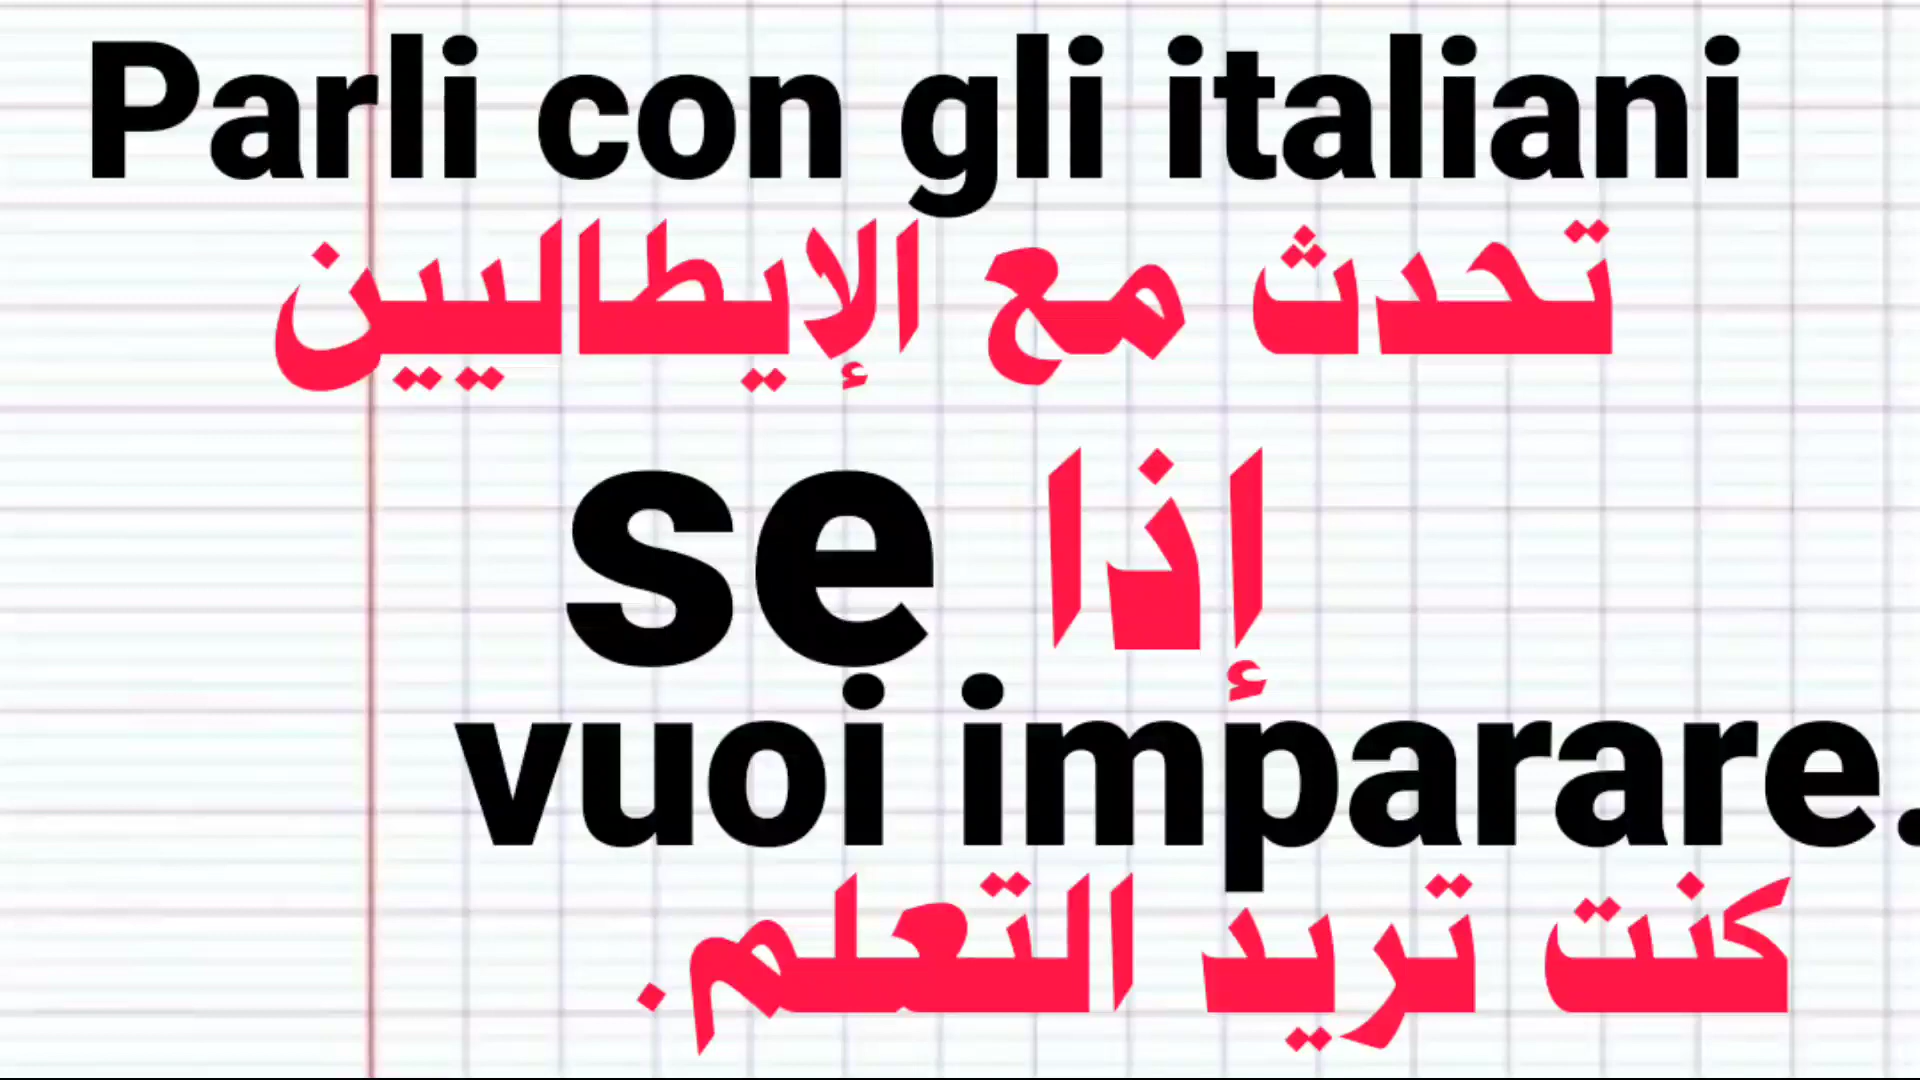 Parli con gli italiani
تحدث مع الإيطاليين
se إذا
vuoi imparare.
كنت تريد التعلم.